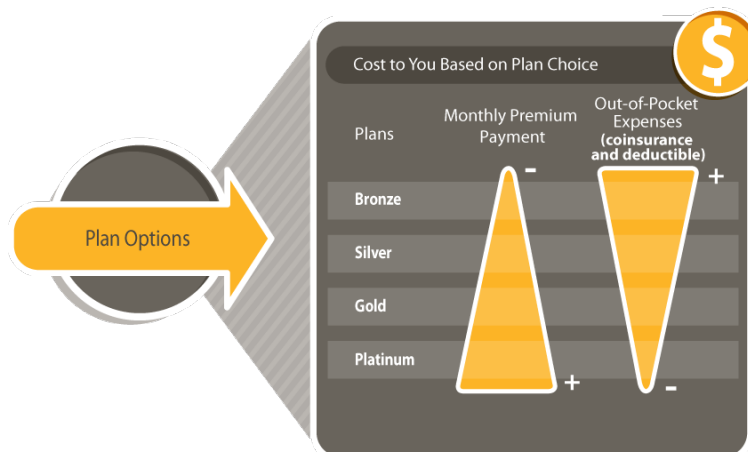 $
Cost to You Based on Plan Choice
Plans
Monthly Premium
Payment
Out-of-Pocket
Expenses
(coinsurance
and deductible)
-
+
Bronze
Plan Options
Silver
Gold
Platinum
+
-